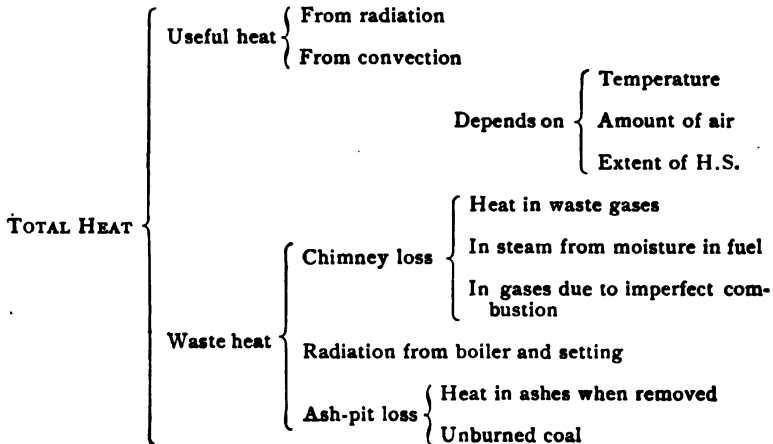 From radiation
Useful heat
From convection
Temperature
Depends on
Amount of air
Extent of H.S.
TOTAL HEAT
Heat in waste gases
Chimney loss
In steam from moisture in fuel
In gases due to imperfect com-
bustion
Waste heat
Radiation from boiler and setting
Heat in ashes when removed
Ash-pit loss
Unburned coal